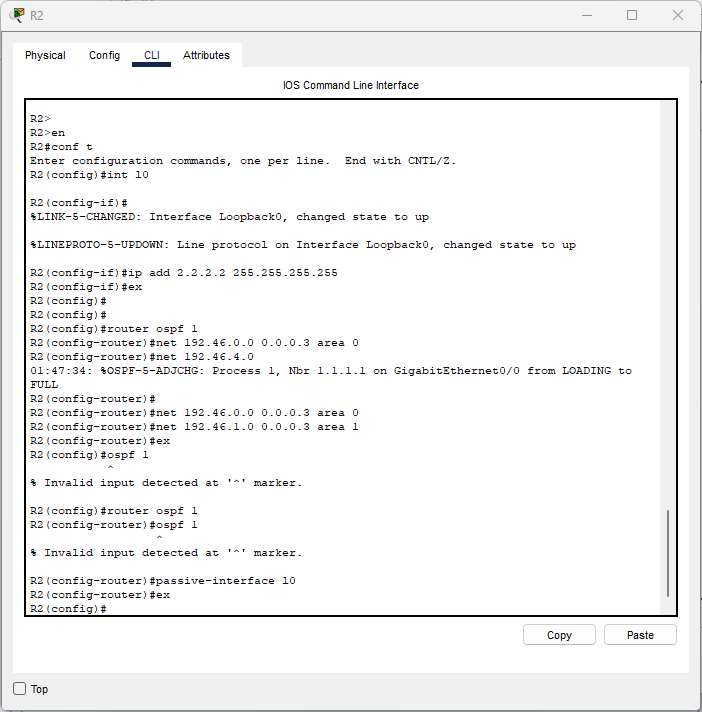 R2
Physical Config CLI Attributes
IOS Command Line Interface
R2>
R2>en
R2#conf t
Enter configuration commands, one per line.  End with CNTL/Z.
R2(config)#int l0
R2(config-if)#
%LINK-5-CHANGED: Interface Loopback0, changed state to up
%LINEPROTO-5-UPDOWN: Line protocol on Interface Loopback0, changed state to up
R2(config-if)#ip add 2.2.2.2 255.255.255.255
R2(config-if)#ex
R2(config)#
R2(config)#
R2(config)#router ospf 1
R2(config-router)#net 192.46.0.0 0.0.0.3 area 0
R2(config-router)#net 192.46.4.0
01:47:34: %OSPF-5-ADJCHG: Process 1, Nbr 1.1.1.1 on GigabitEthernet0/0 from LOADING to
FULL
R2(config-router)#
R2(config-router)#net 192.46.0.0 0.0.0.3 area 0
R2(config-router)#net 192.46.1.0 0.0.0.3 area 1
R2(config-router)#ex
R2(config)#ospf 1
^
% Invalid input detected at '^' marker.
R2(config)#router ospf 1
R2(config-router)#ospf 1
^
% Invalid input detected at '^' marker.
R2(config-router)#passive-interface l0
R2(config-router)#ex
R2(config)#
Copy Paste
Top